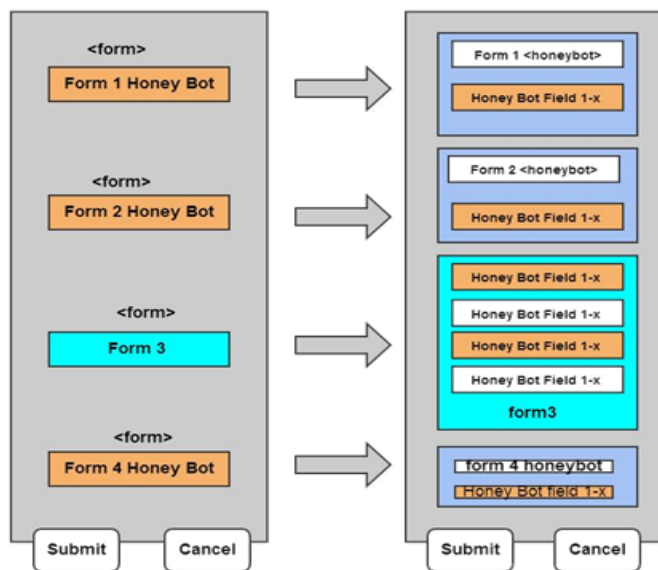 <form>
Form 1 Honey Bot
<form>
Form 2 Honey Bot
<form>
Form 3
<form>
Form 4 Honey Bot
Submit
Cancel
Form 1 <honeybot>
Honey Bot Field 1-x
Form 2 <honeybot>
Honey Bot Field 1-x
Honey Bot Field 1-x
Honey Bot Field 1-x
Honey Bot Field 1-x
Honey Bot Field 1-x
form3
form 4 honeybot
Honey Bot field 1-x
Submit
Cancel